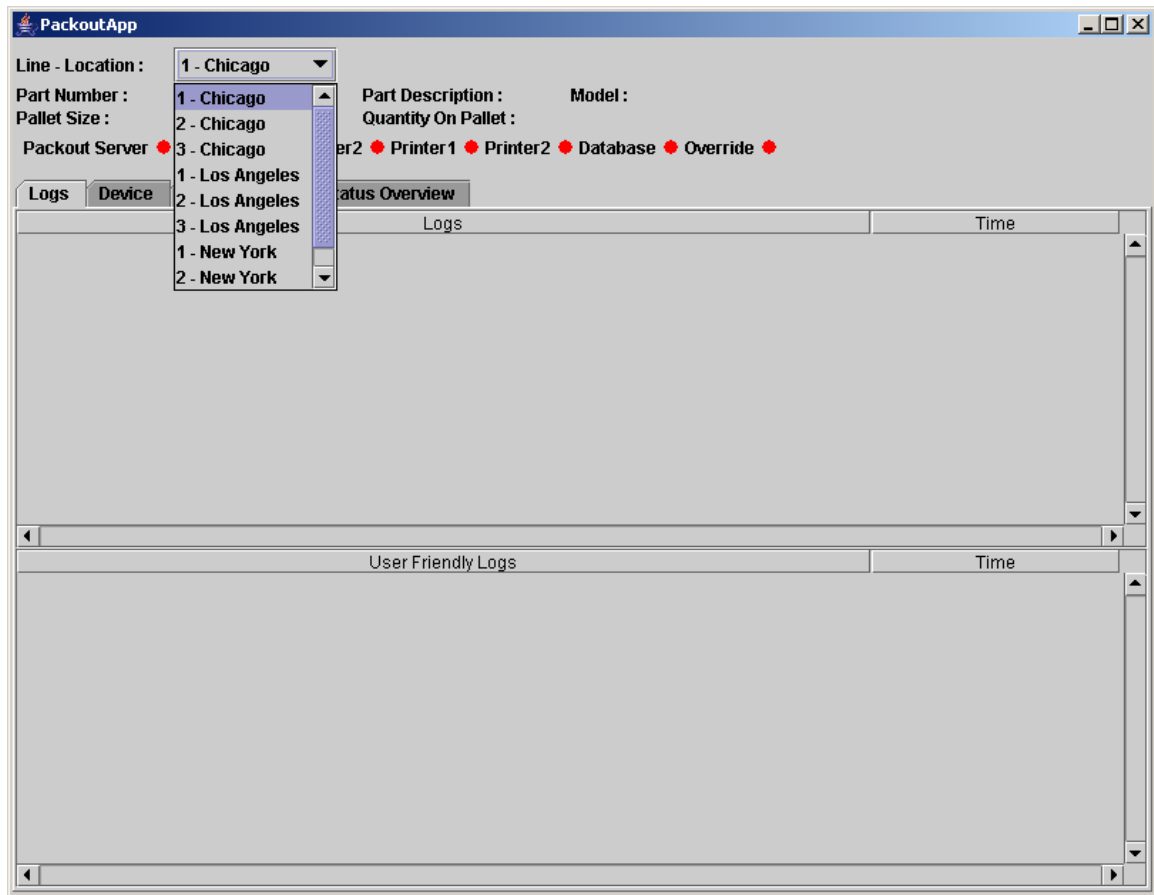 PackoutApp
Line - Location : 1 - Chicago
Part Number : Part Description : Model :
Pallet Size : Quantity On Pallet :
1 - Chicago
2 - Chicago
3 - Chicago
1 - Los Angeles
2 - Los Angeles
3 - Los Angeles
1 - New York
2 - New York
Packout Server er2 Printer1 Printer2 Database Override
Logs Device tatus Overview
Logs Time
User Friendly Logs Time